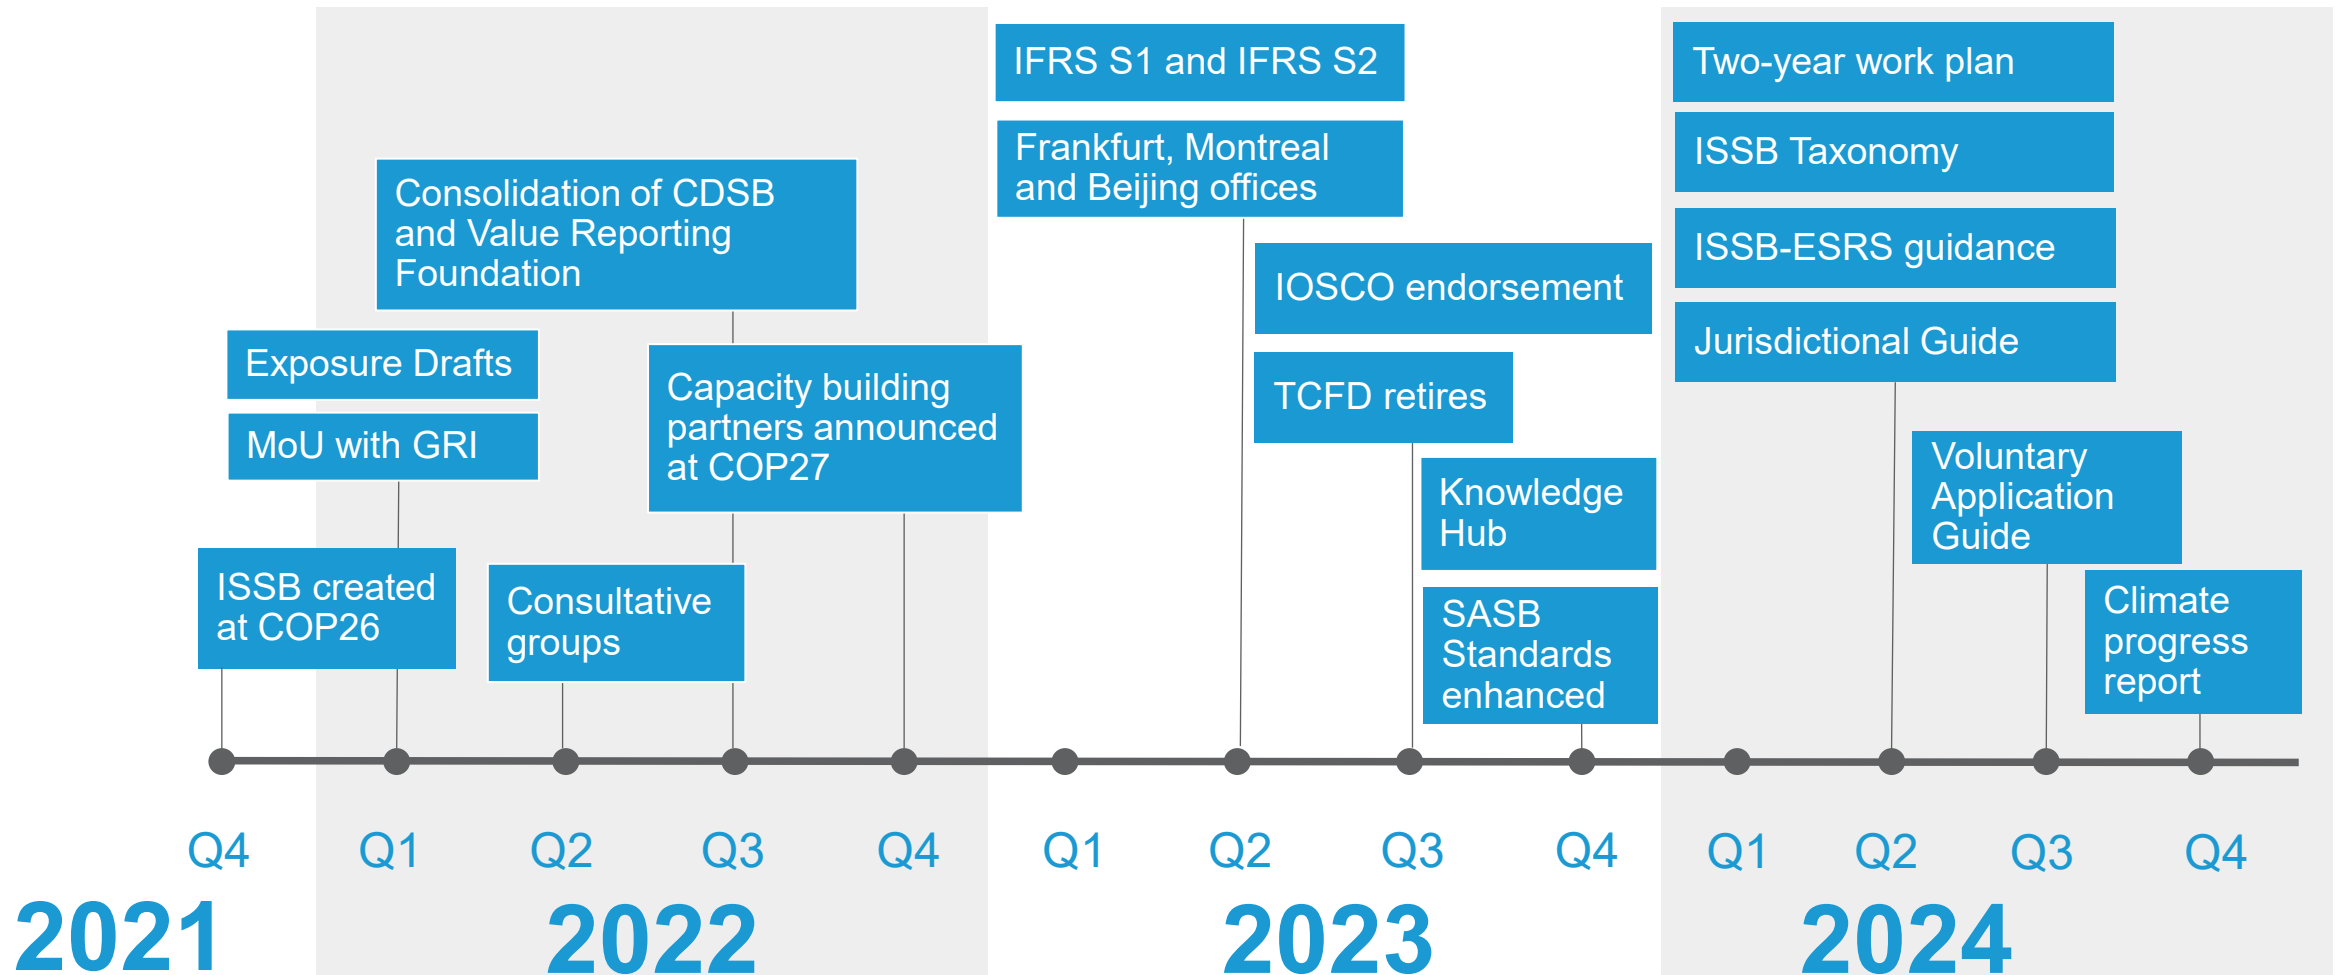 IFRS S1 and IFRS S2
Frankfurt, Montreal
and Beijing offices
Two-year work plan
ISSB Taxonomy
ISSB-ESRS guidance
Jurisdictional Guide
Consolidation of CDSB
and Value Reporting
Foundation
IOSCO endorsement
Exposure Drafts
MoU with GRI
Capacity building
partners announced
at COP27
TCFD retires
Knowledge
Hub
Voluntary
Application
Guide
ISSB created
at COP26
Consultative
groups
SASB
Standards
enhanced
Climate
progress
report
Q4 Q1 Q2 Q3 Q4 Q1 Q2 Q3 Q4 Q1 Q2 Q3 Q4
2021 2022 2023 2024